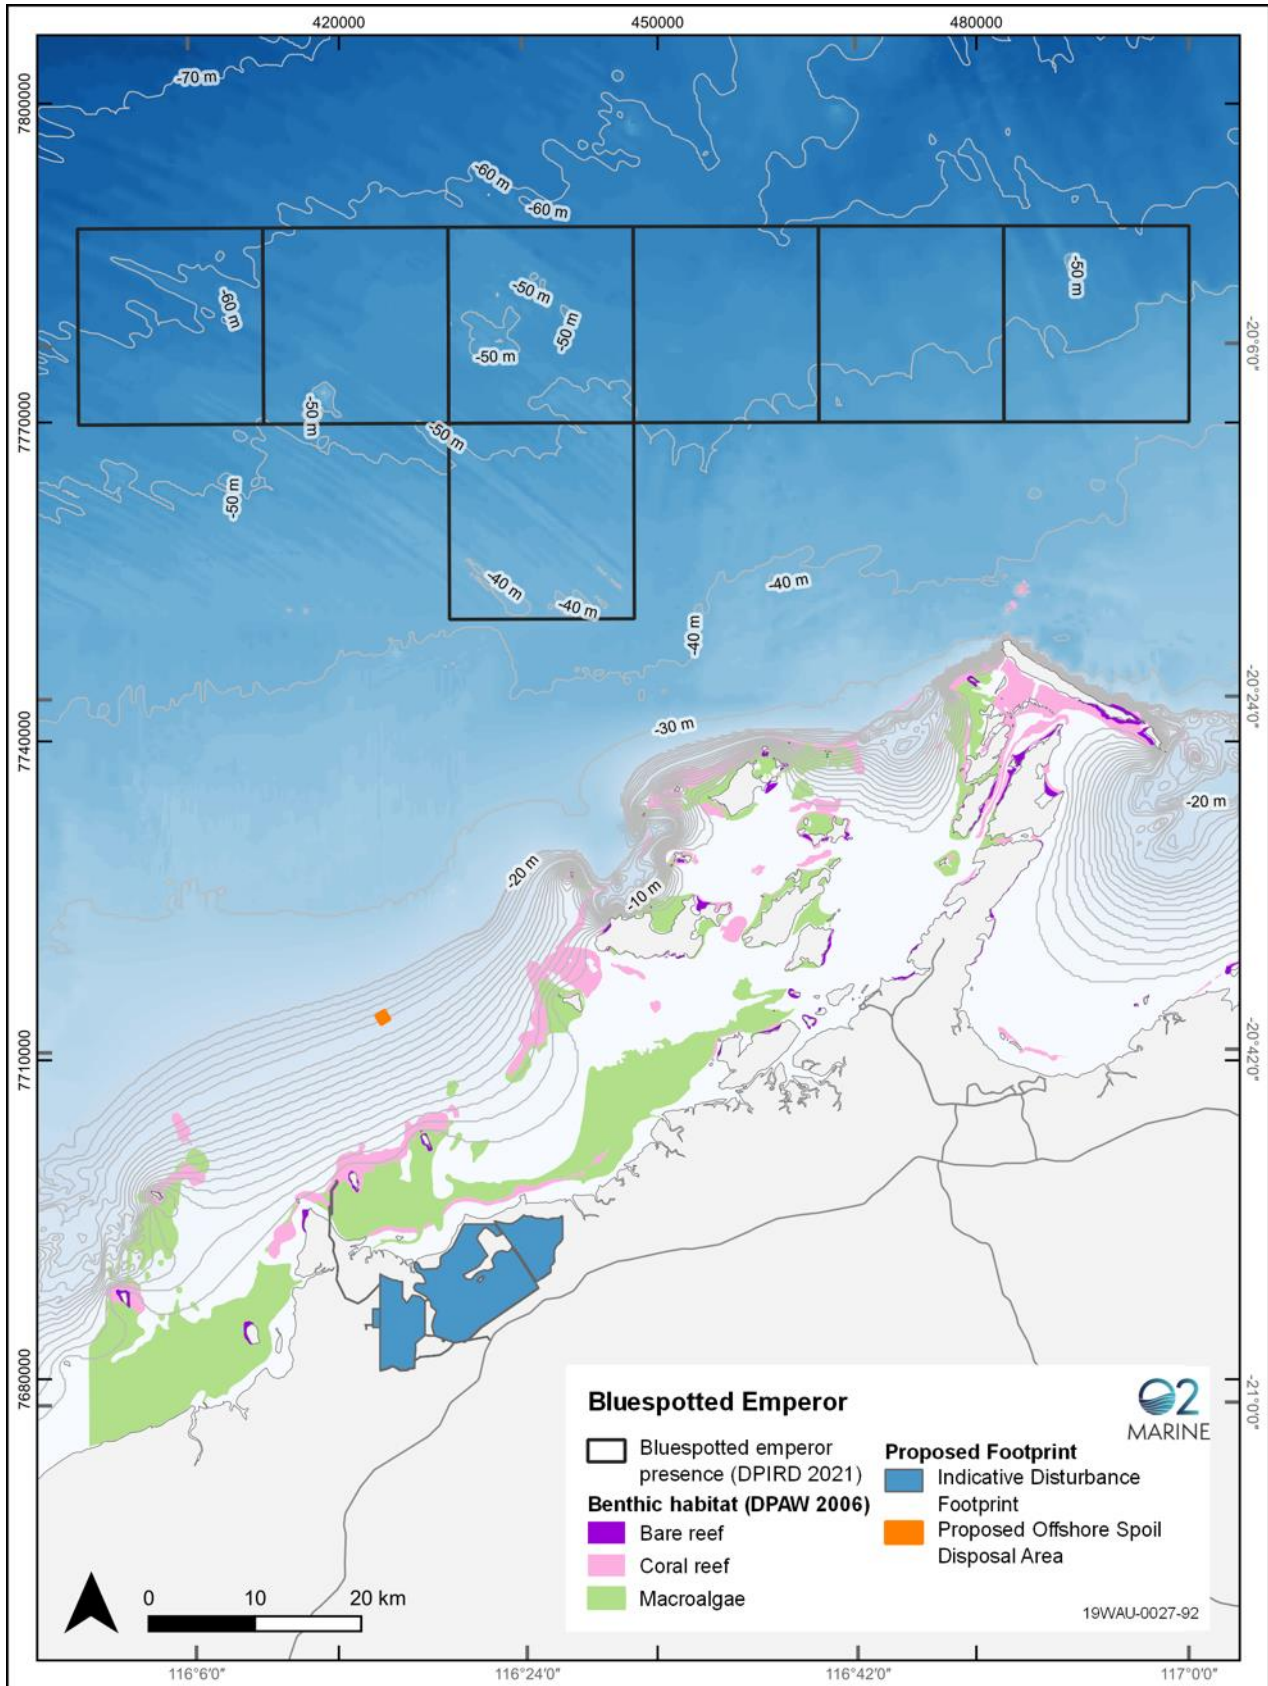 420000 450000 480000
-70 m
7800000
-60 m
-60 m
-50 m
-60 m
-50 m
-50 m
-50 m
-20°6'0"
-50 m
-50 m
7770000
-50 m
-40 m
-40 m
-40 m
-40 m
-20°24'0"
-30 m
7740000
-20 m
-20 m
-10 m
7710000
-20°42'0"
7680000
-21°0'0"
Bluespotted Emperor
O2
MARINE
Bluespotted emperor
presence (DPIRD 2021)
Benthic habitat (DPAW 2006)
Bare reef
Coral reef
Macroalgae
Proposed Footprint
Indicative Disturbance
Footprint
Proposed Offshore Spoil
Disposal Area
19WAU-0027-92
0 10 20 km
116°6'0" 116°24'0" 116°42'0" 117°0'0"